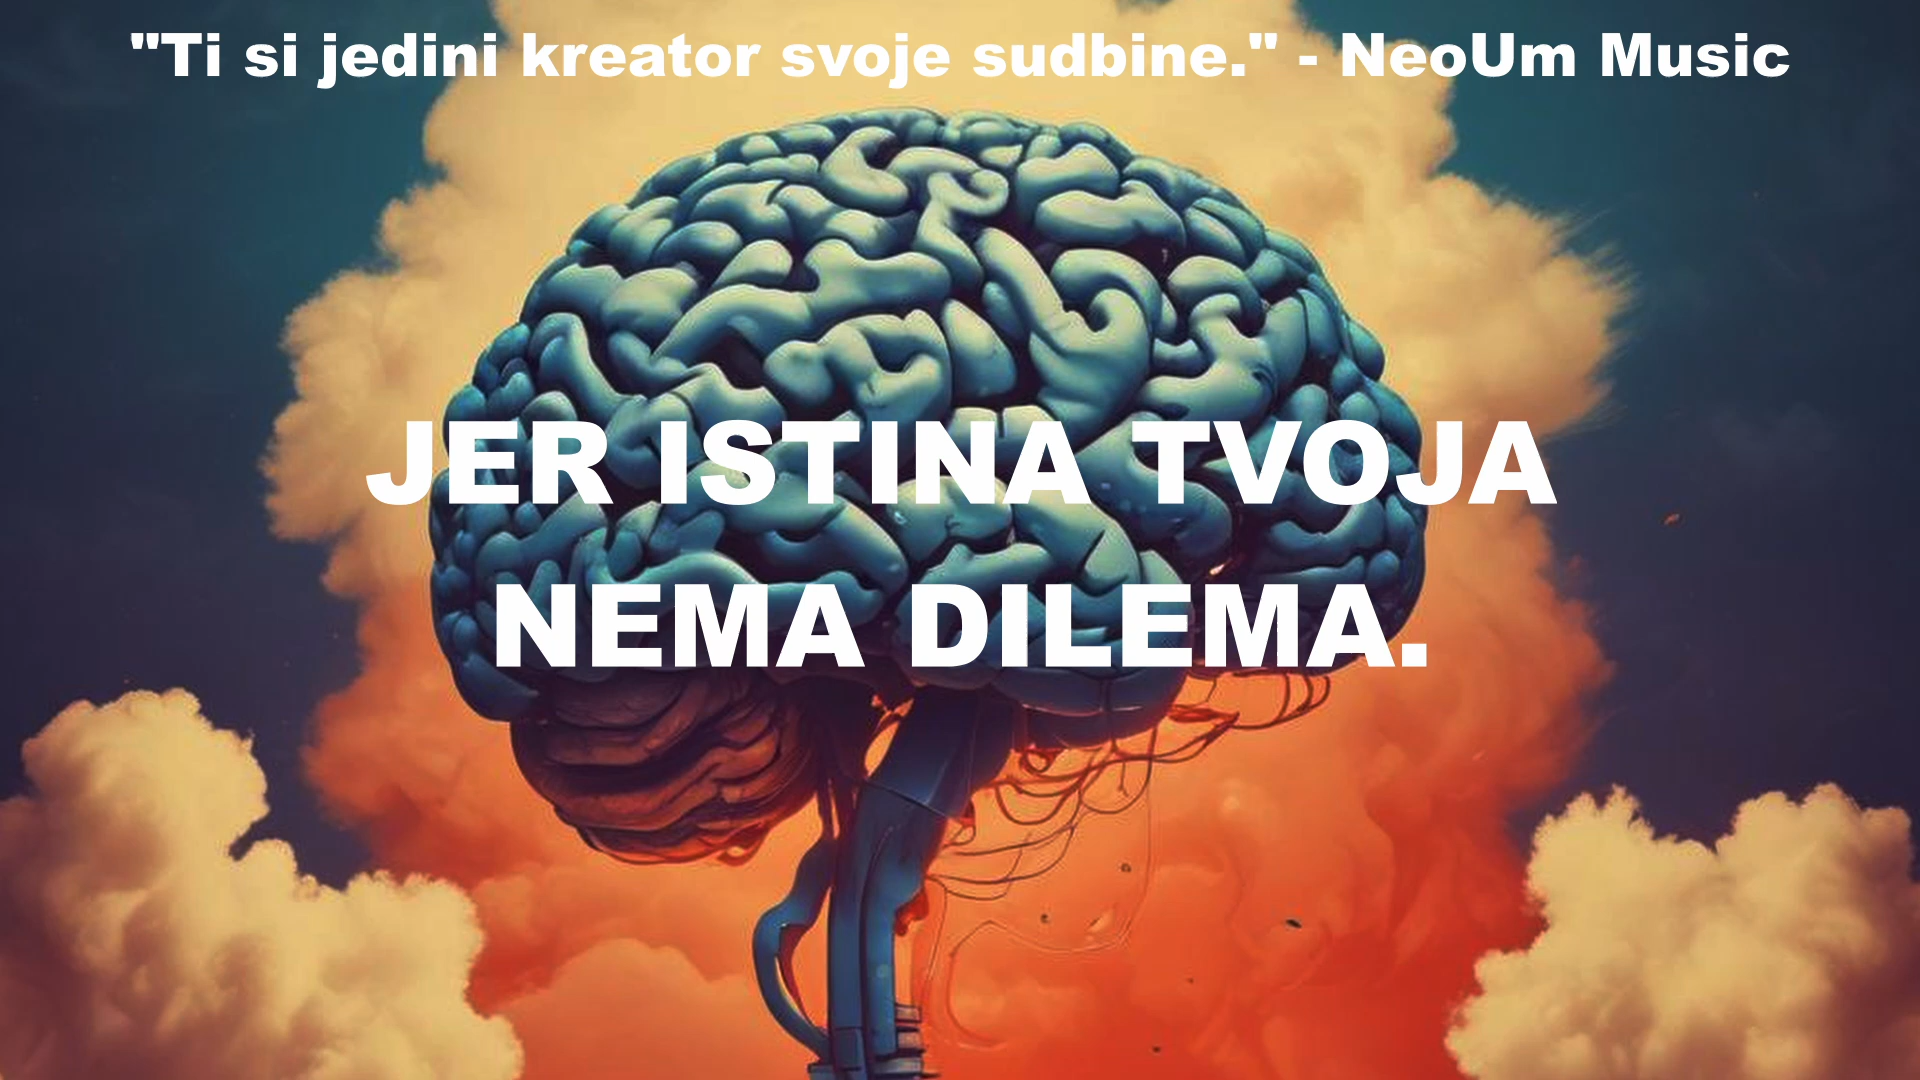 "Ti si jedini kreator svoje sudbine." - NeoUm Music
JER ISTINA TVOJA
NEMA DILEMA.